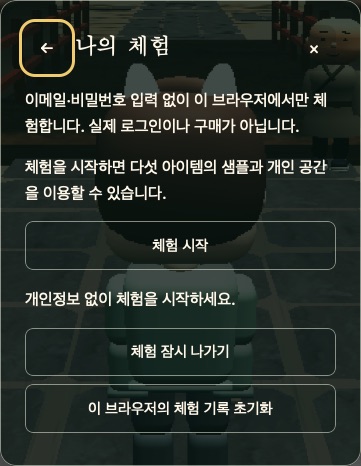 ← 나의 체험 ×
이메일·비밀번호 입력 없이 이 브라우저에서만 체
험합니다. 실제 로그인이나 구매가 아닙니다.
체험을 시작하면 다섯 아이템의 샘플과 개인 공간
을 이용할 수 있습니다.
체험 시작
개인정보 없이 체험을 시작하세요.
체험 잠시 나가기
이 브라우저의 체험 기록 초기화